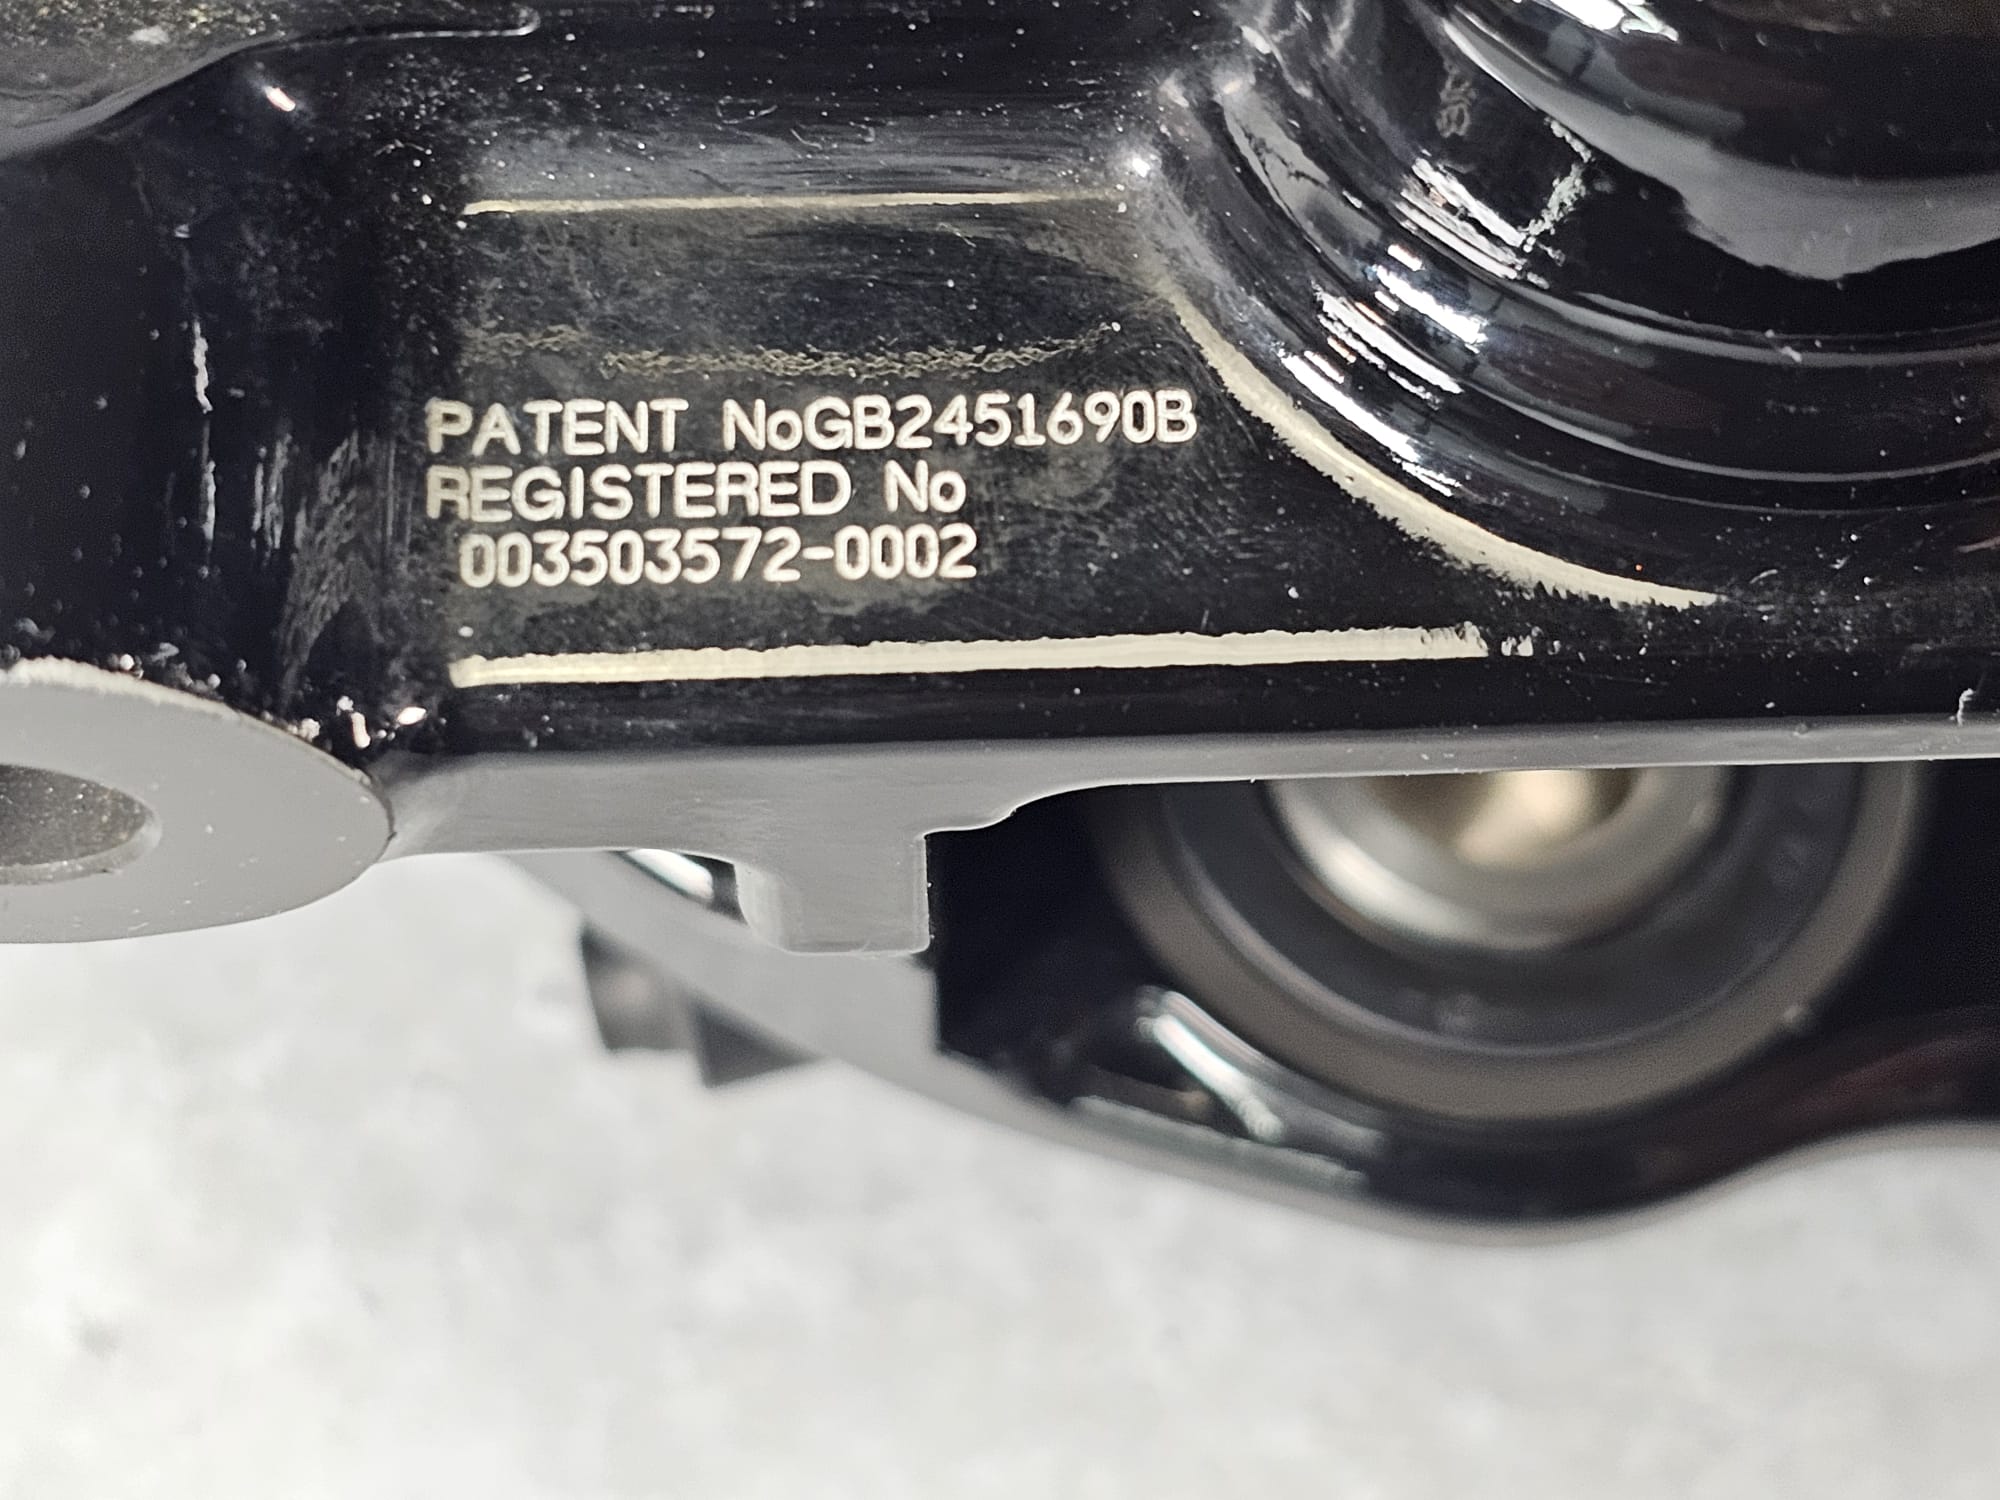 PATENT NoGB2451690B
REGISTERED No
003503572-0002